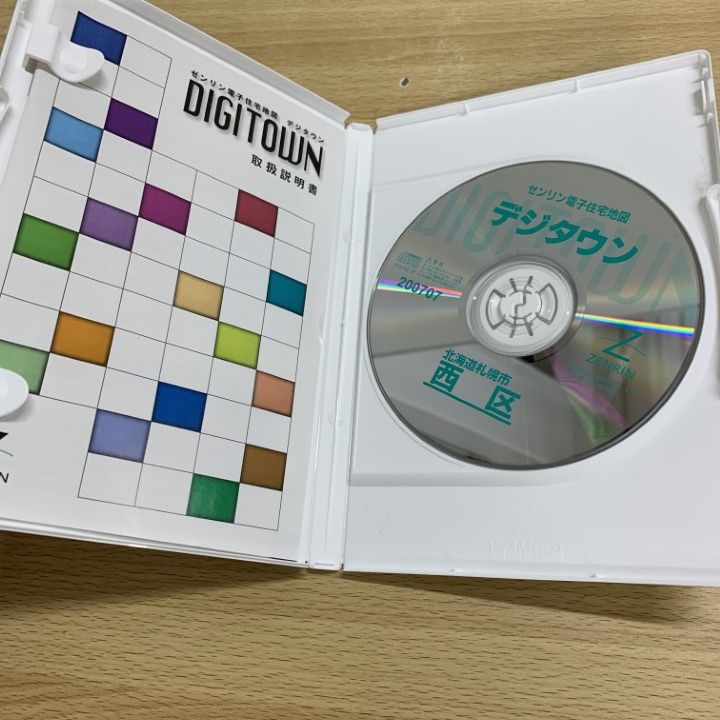 ゼンリン電子住宅地図 デジタウン
DIGITOWN
取扱説明書
RIN
ゼンリン電子住宅地図
デジタウン
DIGITOWN
200707
ZENRIN
北海道札幌市
西区